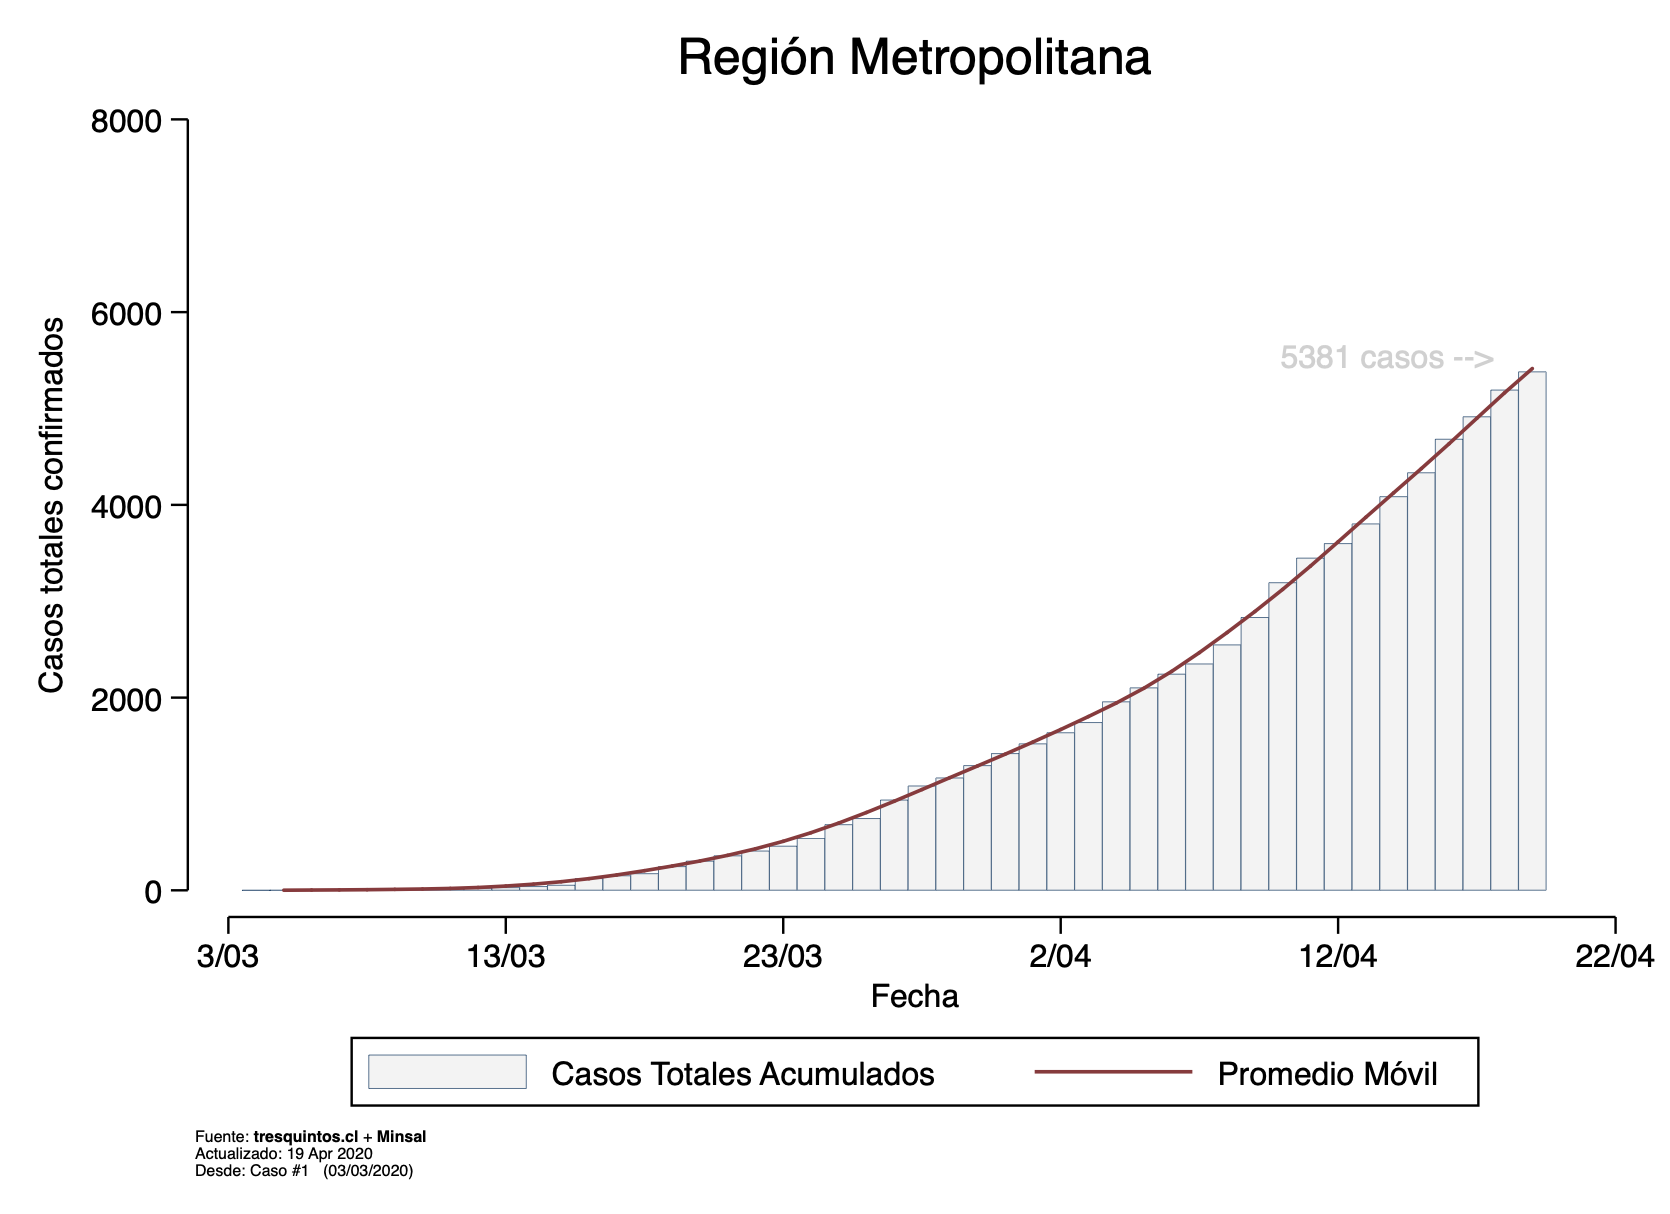 Región Metropolitana
8000
6000
4000
2000
0
Casos totales confirmados
5381 casos -->
3/03
13/03
23/03
2/04
12/04
22/04
Fecha
Casos Totales Acumulados
Promedio Móvil
Fuente: tresquintos.cl + Minsal
Actualizado: 19 Apr 2020
Desde: Caso #1 (03/03/2020)